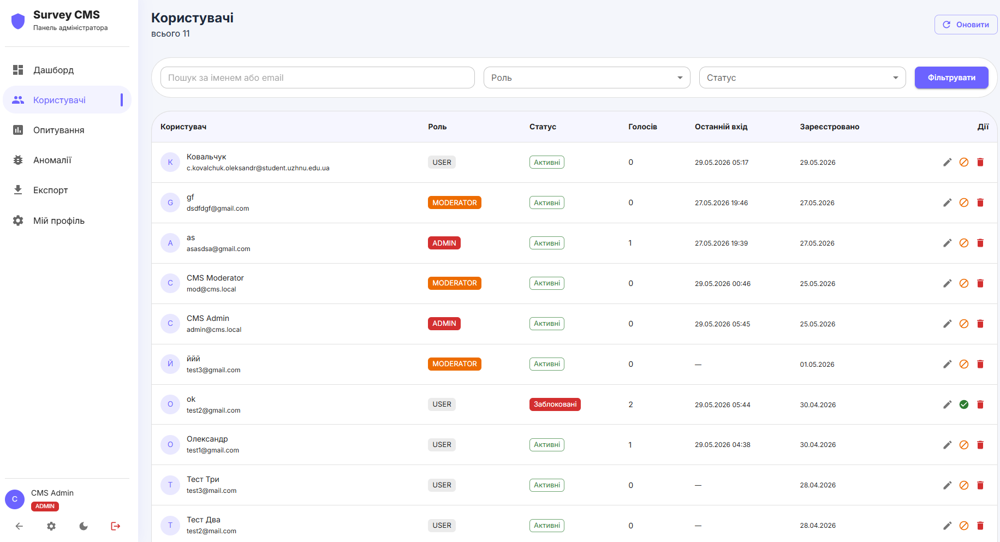 Survey CMS
Панель адміністратора
Дашборд
Користувачі
Опитування
Аномалії
Експорт
Мій профіль
C
CMS Admin
ADMIN
Користувачі
всього 11
Оновити
Пошук за іменем або email
Роль
Статус
Фільтрувати
Користувач Роль Статус Голосів Останній вхід Зареєстровано Дії
К
Ковальчук
c.kovalchuk.oleksandr@student.uzhnu.edu.ua
USER Активні 0 29.05.2026 05:17 29.05.2026
G
gf
dsdfdgf@gmail.com
MODERATOR Активні 0 27.05.2026 19:46 27.05.2026
A
as
asasdsa@gmail.com
ADMIN Активні 1 27.05.2026 19:39 27.05.2026
C
CMS Moderator
mod@cms.local
MODERATOR Активні 0 29.05.2026 00:46 25.05.2026
C
CMS Admin
admin@cms.local
ADMIN Активні 0 29.05.2026 05:45 25.05.2026
Й
ййй
test3@gmail.com
MODERATOR Активні 0 — 01.05.2026
O
ok
test2@gmail.com
USER Заблоковані 2 29.05.2026 05:44 30.04.2026
О
Олександр
test1@gmail.com
USER Активні 1 29.05.2026 04:38 30.04.2026
Т
Тест Три
test3@mail.com
USER Активні 0 — 28.04.2026
Т
Тест Два
test2@mail.com
USER Активні 0 — 28.04.2026